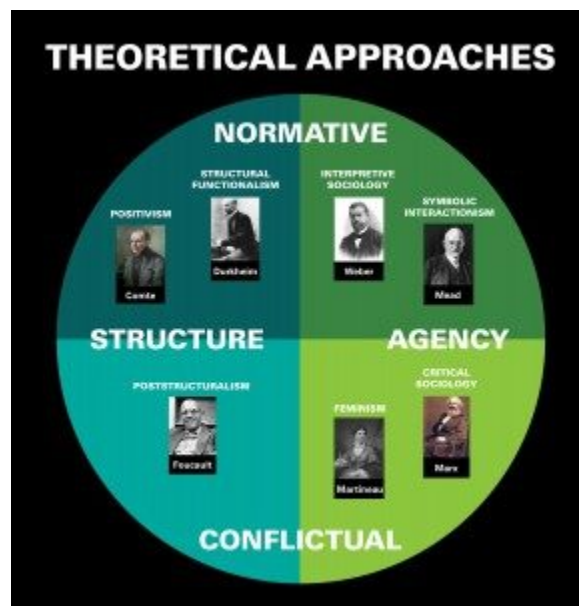 THEORETICAL APPROACHES
NORMATIVE
STRUCTURAL
FUNCTIONALISM
INTERPRETIVE
SOCIOLOGY
POSITIVISM
SYMBOLIC
INTERACTIONISM
Comte
Durkheim
Weber
Mead
STRUCTURE
AGENCY
POSTSTRUCTURALISM
CRITICAL
SOCIOLOGY
FEMINISM
Foucault
Martineau
Marx
CONFLICTUAL